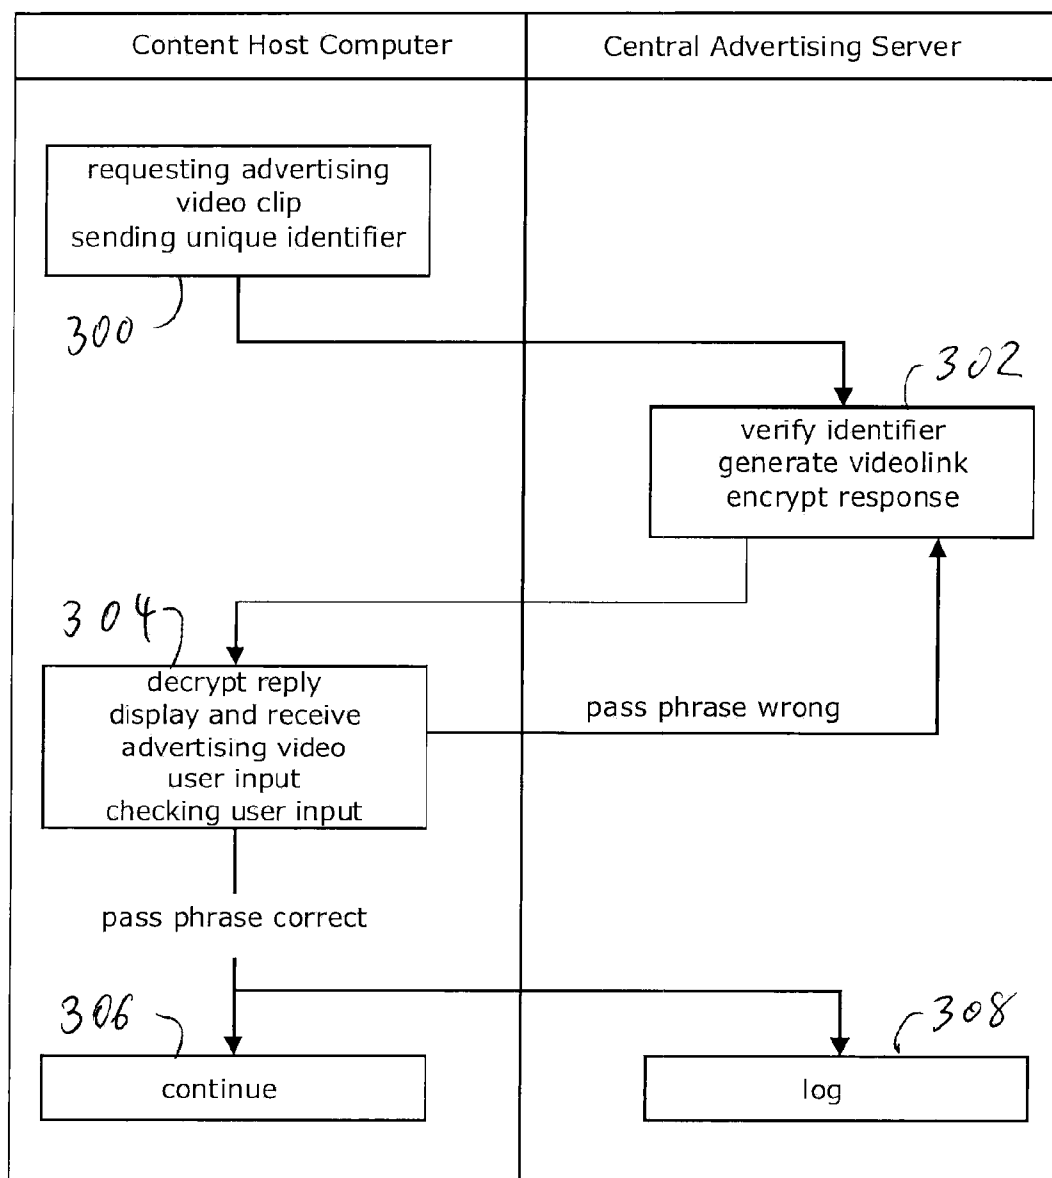 Content Host Computer
Central Advertising Server
requesting advertising
video clip
sending unique identifier
300
302
verify identifier
generate videolink
encrypt response
304
decrypt reply
display and receive
advertising video
user input
checking user input
pass phrase wrong
pass phrase correct
306
308
continue
log